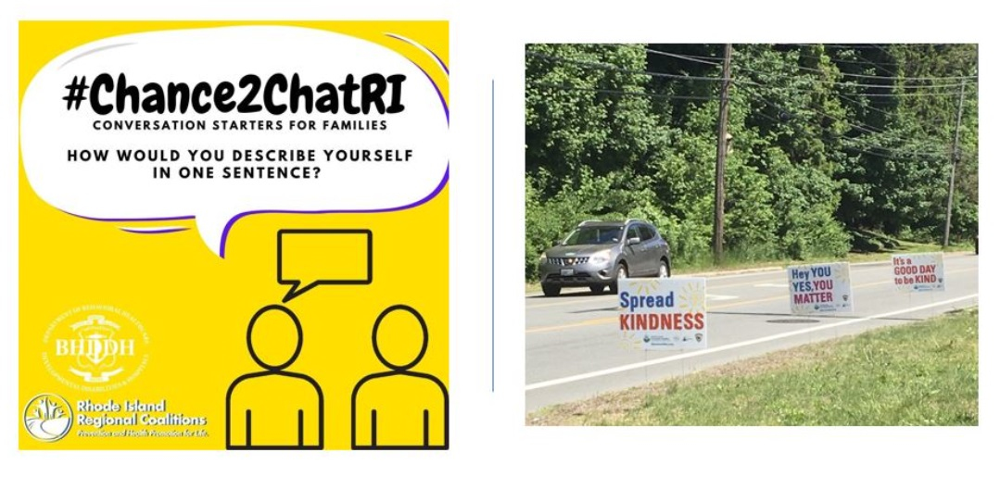 #Chance2ChatRI
CONVERSATION STARTERS FOR FAMILIES
HOW WOULD YOU DESCRIBE YOURSELF
IN ONE SENTENCE?
BHDDH
Rhode Island
Regional Coalitions
Prevention and Health Promotion for Life.
Spread
KINDNESS
Hey YOU
YES, YOU
MATTER
It's a
GOOD DAY
to be KIND